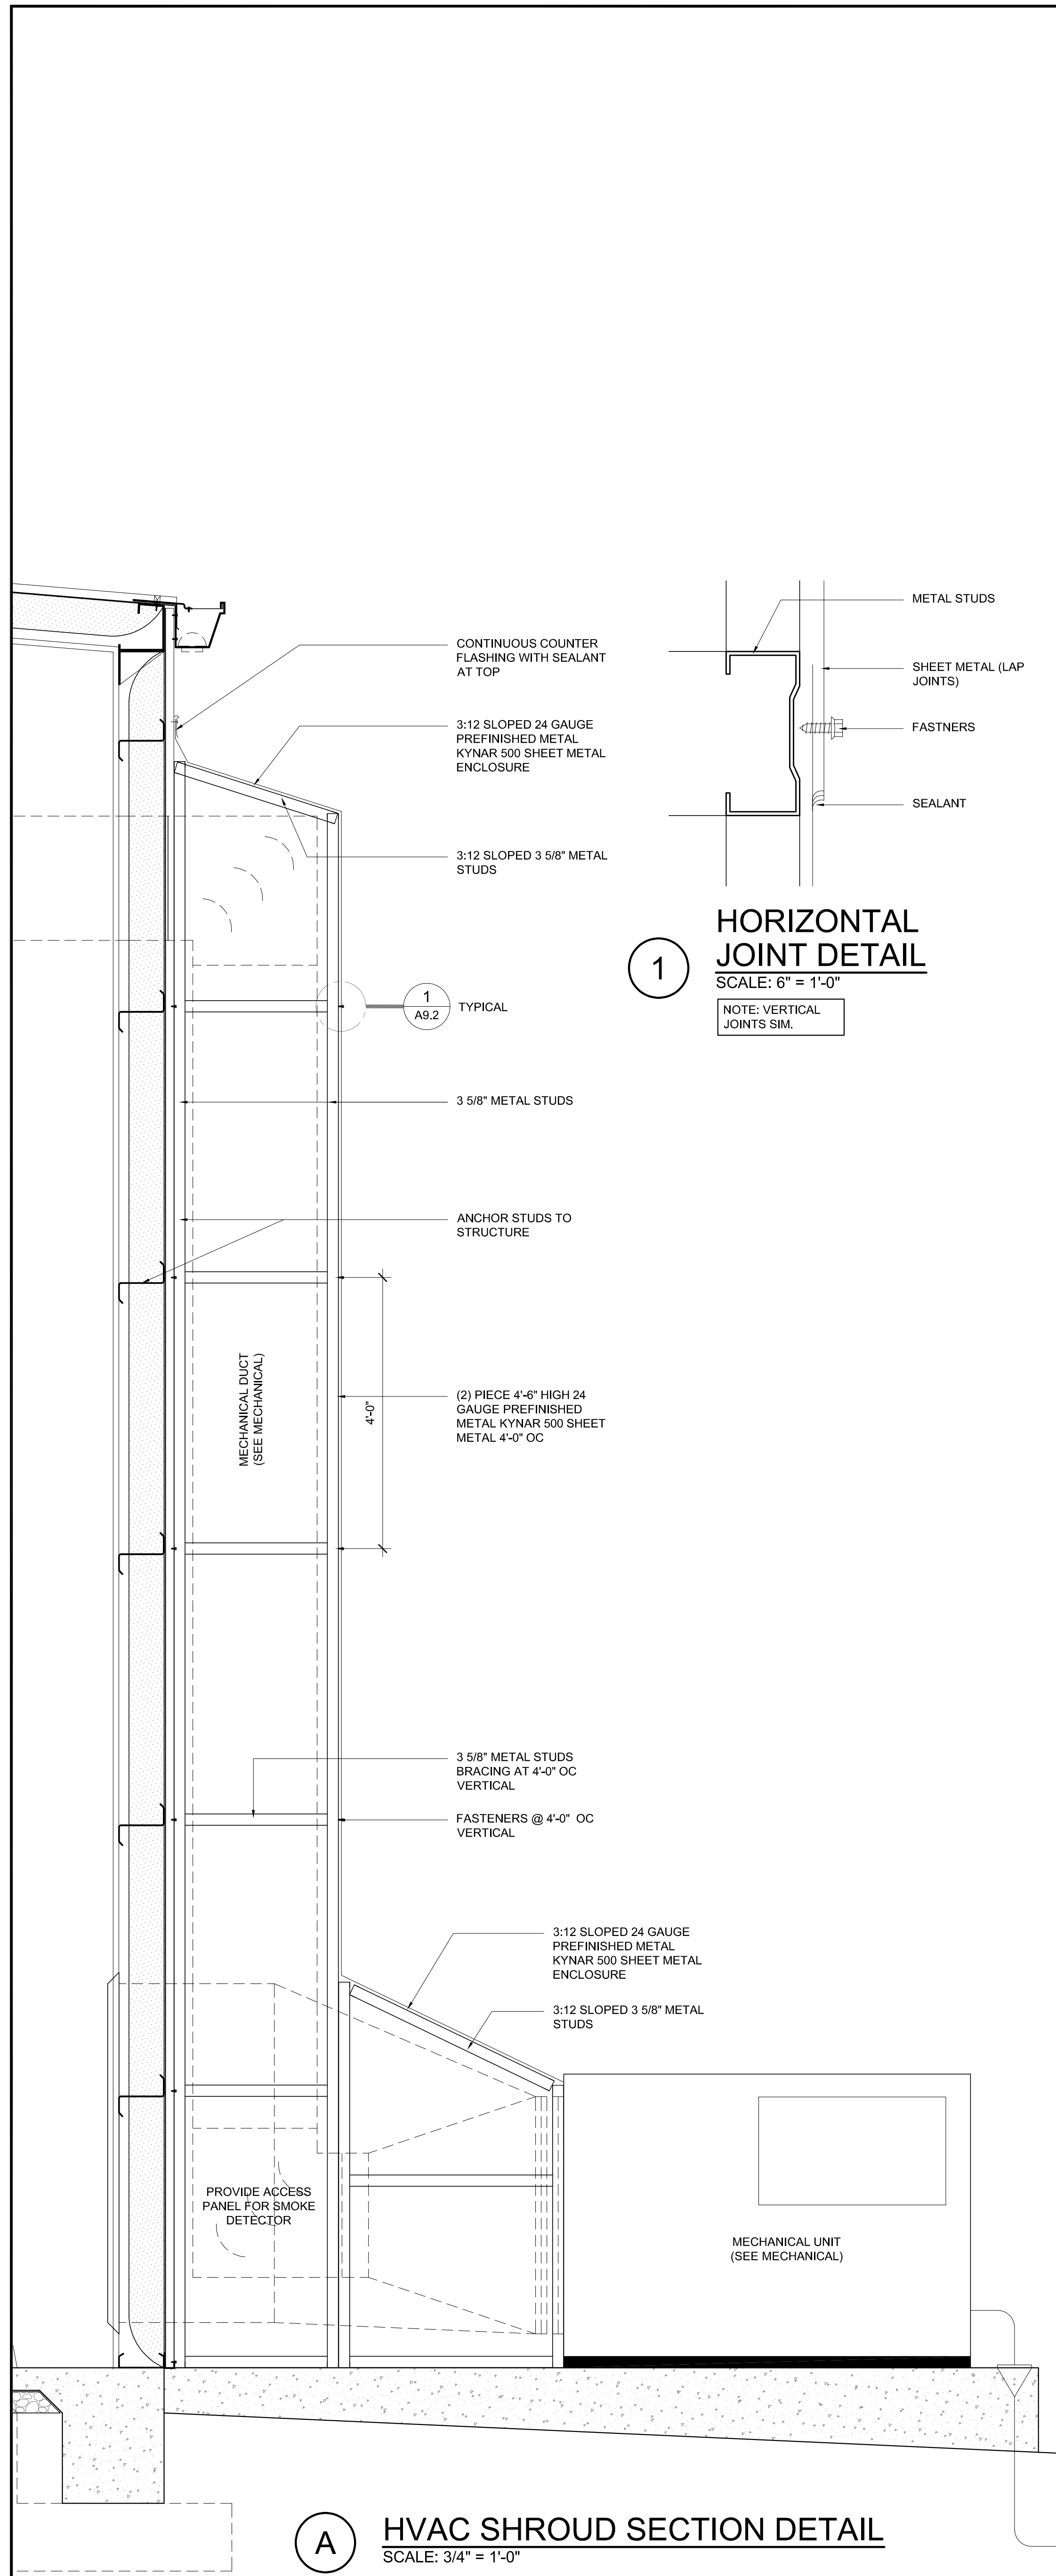 CONTINUOUS COUNTER
FLASHING WITH SEALANT
AT TOP
3:12 SLOPED 24 GAUGE
PREFINISHED METAL
KYNAR 500 SHEET METAL
ENCLOSURE
3:12 SLOPED 3 5/8" METAL
STUDS
METAL STUDS
SHEET METAL (LAP
JOINTS)
FASTNERS
SEALANT
1
HORIZONTAL
JOINT DETAIL
SCALE: 6" = 1'-0"
NOTE: VERTICAL
JOINTS SIM.
1
A9.2
TYPICAL
3 5/8" METAL STUDS
ANCHOR STUDS TO
STRUCTURE
MECHANICAL DUCT
(SEE MECHANICAL)
4'-0"
(2) PIECE 4'-6" HIGH 24
GAUGE PREFINISHED
METAL KYNAR 500 SHEET
METAL 4'-0" OC
3 5/8" METAL STUDS
BRACING AT 4'-0" OC
VERTICAL
FASTENERS @ 4'-0" OC
VERTICAL
3:12 SLOPED 24 GAUGE
PREFINISHED METAL
KYNAR 500 SHEET METAL
ENCLOSURE
3:12 SLOPED 3 5/8" METAL
STUDS
PROVIDE ACCESS
PANEL FOR SMOKE
DETECTOR
MECHANICAL UNIT
(SEE MECHANICAL)
A
HVAC SHROUD SECTION DETAIL
SCALE: 3/4" = 1'-0"